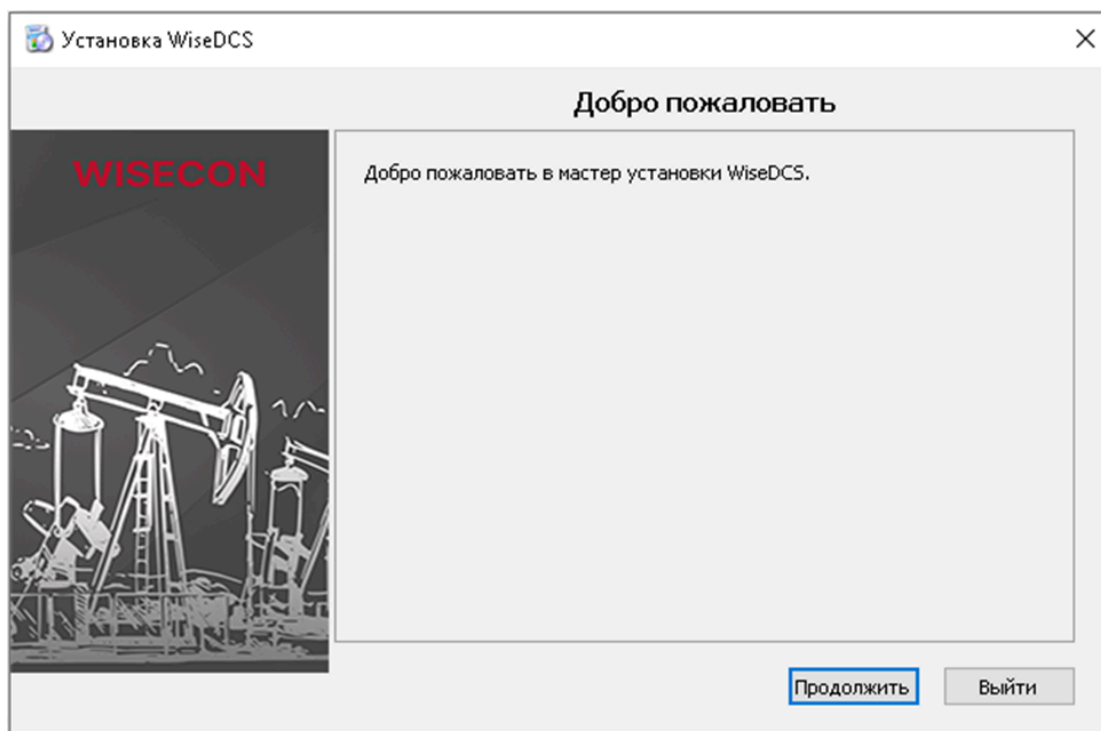 Установка WiseDCS
Добро пожаловать
WISECON
Добро пожаловать в мастер установки WiseDCS.
Продолжить
Выйти